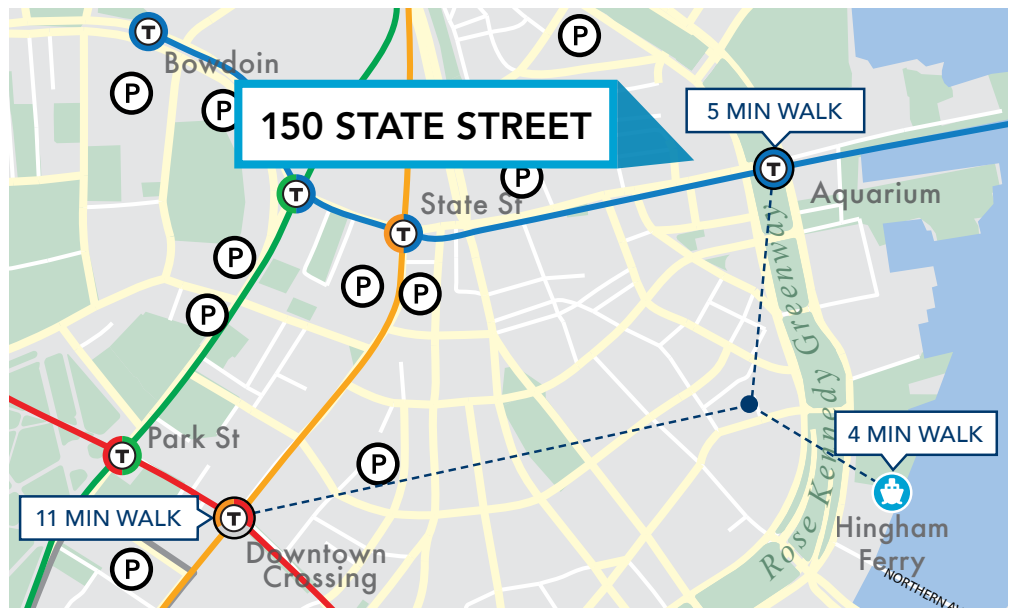 P
T
Bowdoin
P
P
150 STATE STREET
5 MIN WALK
T
Aquarium
P
T
State St
T
P
P
P
P
Rose Kennedy Greenway
Park St
T
P
4 MIN WALK
11 MIN WALK
T
Hingham
Ferry
Downtown
Crossing
P
NORTHERN AV